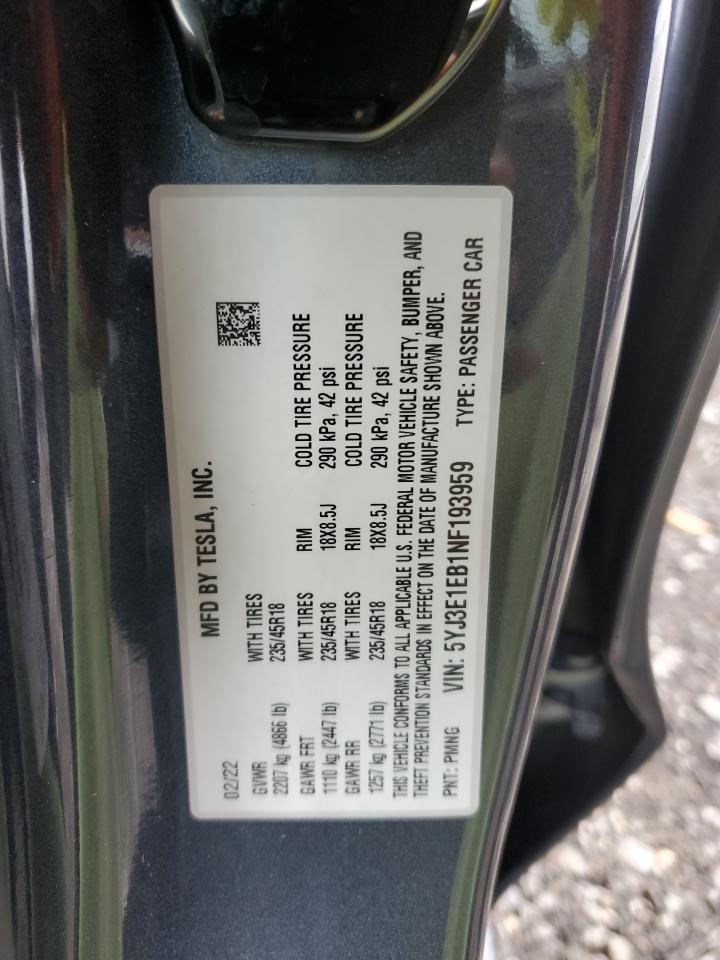 MFD BY TESLA, INC.
02/22
GVWR WITH TIRES
2207 kg (4866 lb) 235/45R18
GAWR FRT WITH TIRES RIM COLD TIRE PRESSURE
1110 kg (2447 lb) 235/45R18 18X8.5J 290 kPa, 42 psi
GAWR RR WITH TIRES RIM COLD TIRE PRESSURE
1257 kg (2771 lb) 235/45R18 18X8.5J 290 kPa, 42 psi
THIS VEHICLE CONFORMS TO ALL APPLICABLE U.S. FEDERAL MOTOR VEHICLE SAFETY, BUMPER, AND
THEFT PREVENTION STANDARDS IN EFFECT ON THE DATE OF MANUFACTURE SHOWN ABOVE.
PNT: PMNG VIN: 5YJ3E1EB1NF193959 TYPE: PASSENGER CAR